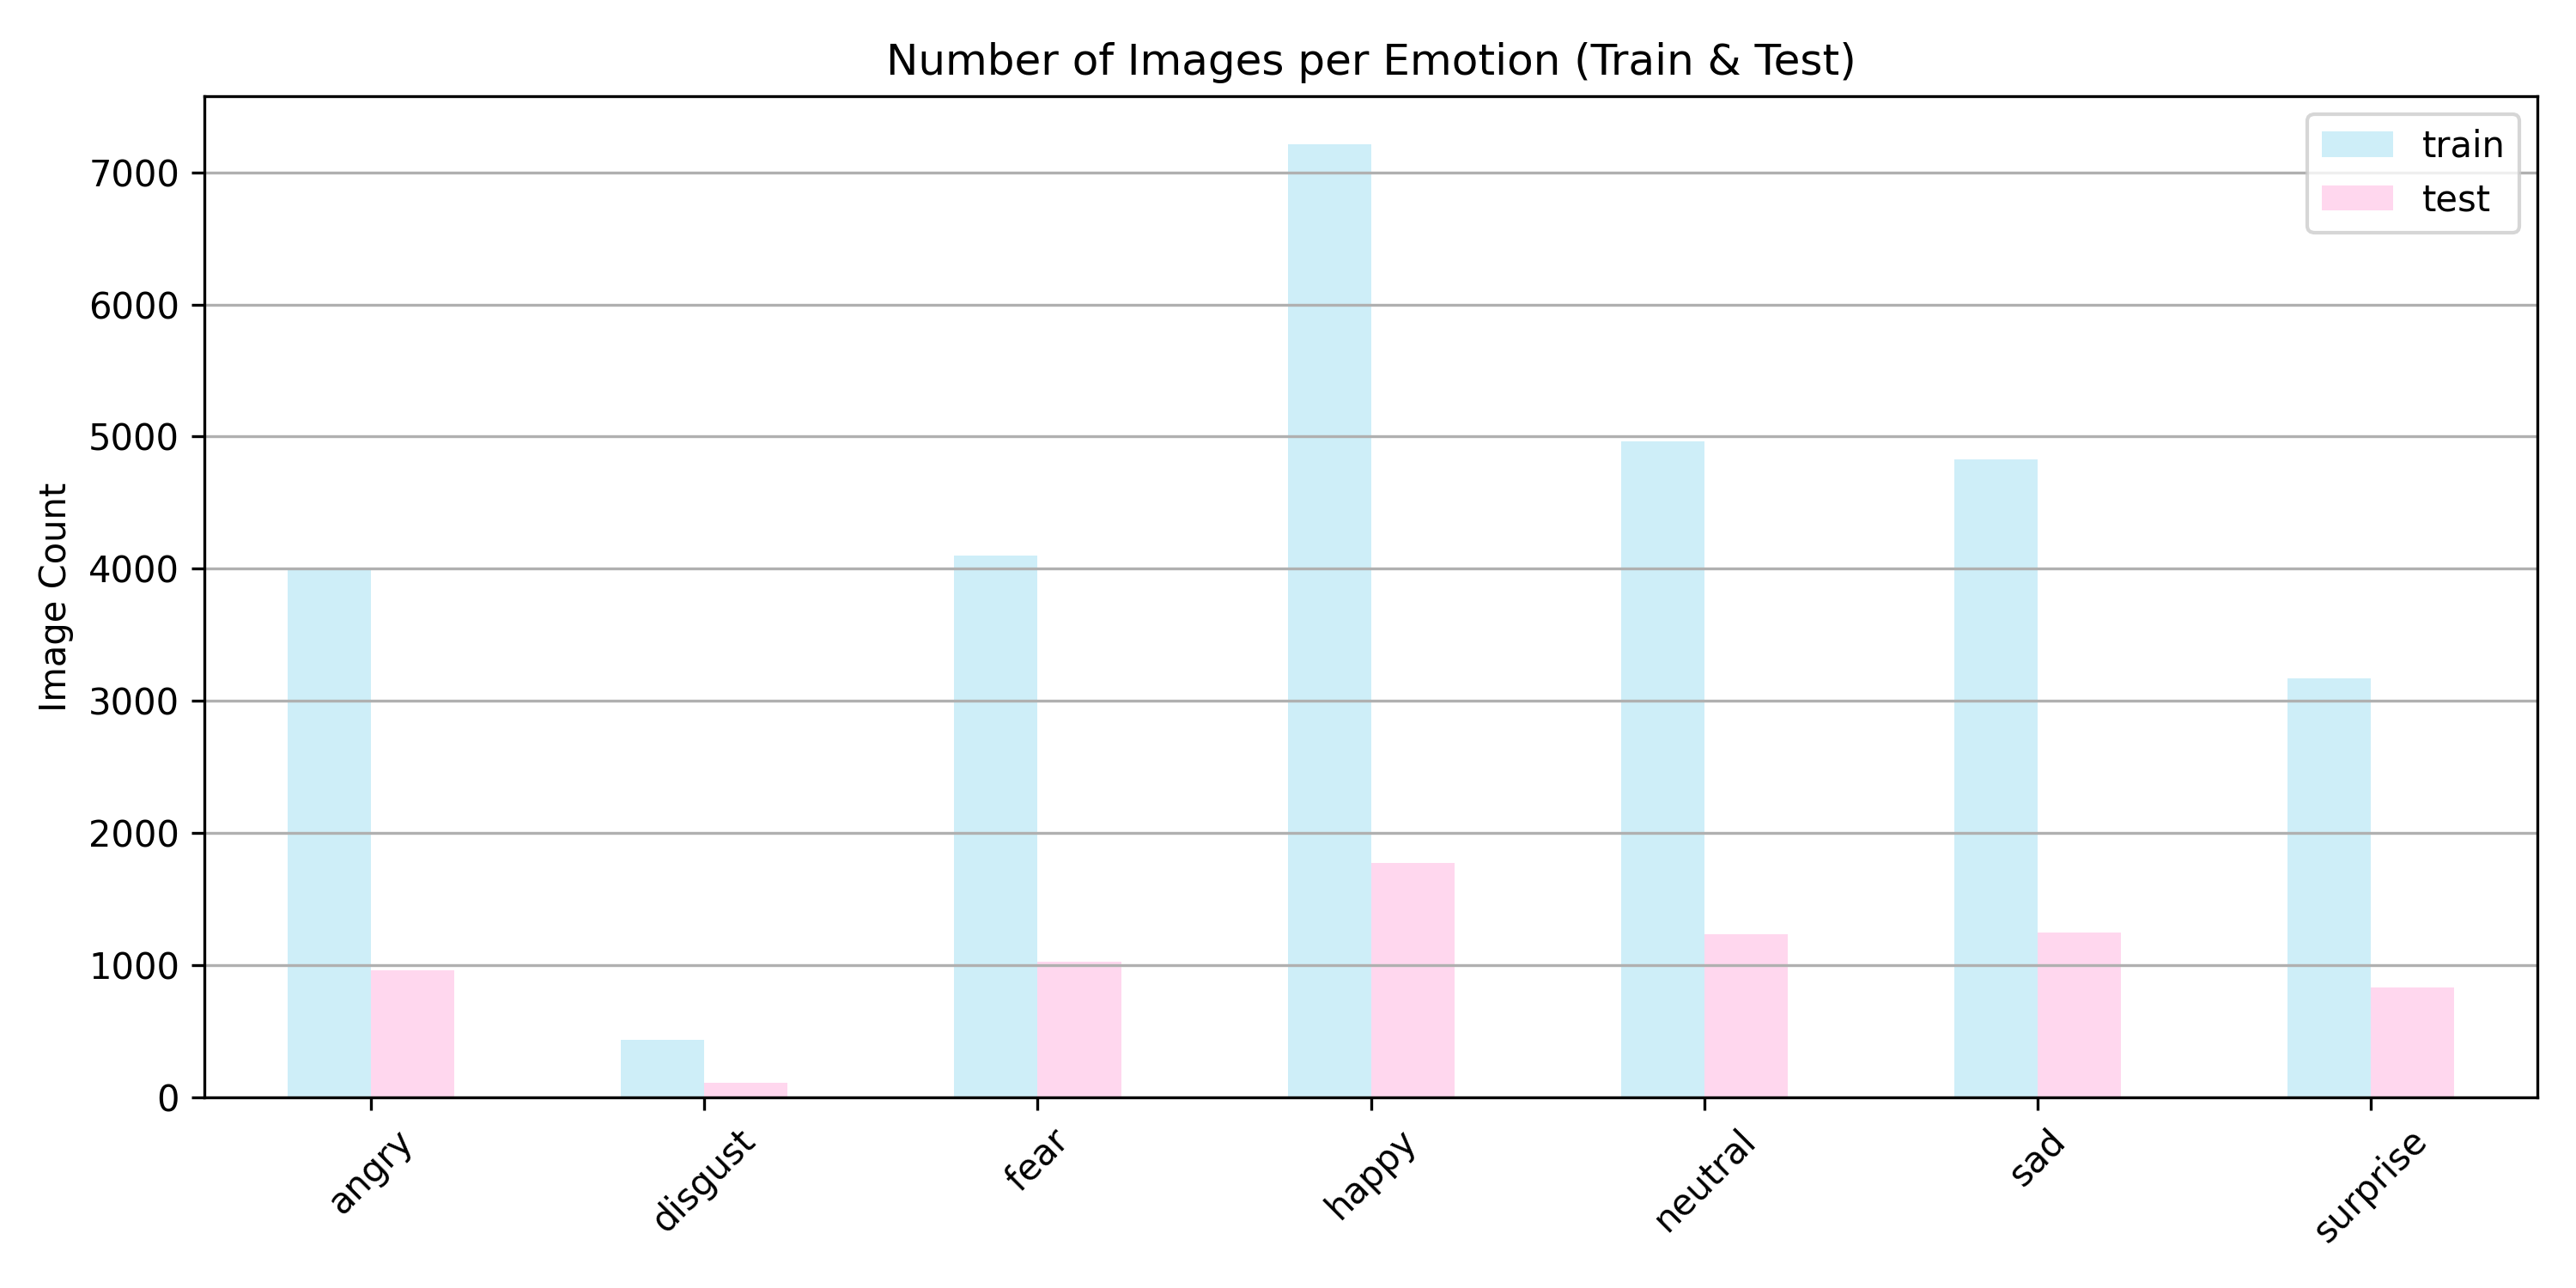 Number of Images per Emotion (Train & Test)
train
test
Image Count
7000
6000
5000
4000
3000
2000
1000
0
angry
disgust
fear
happy
neutral
sad
surprise